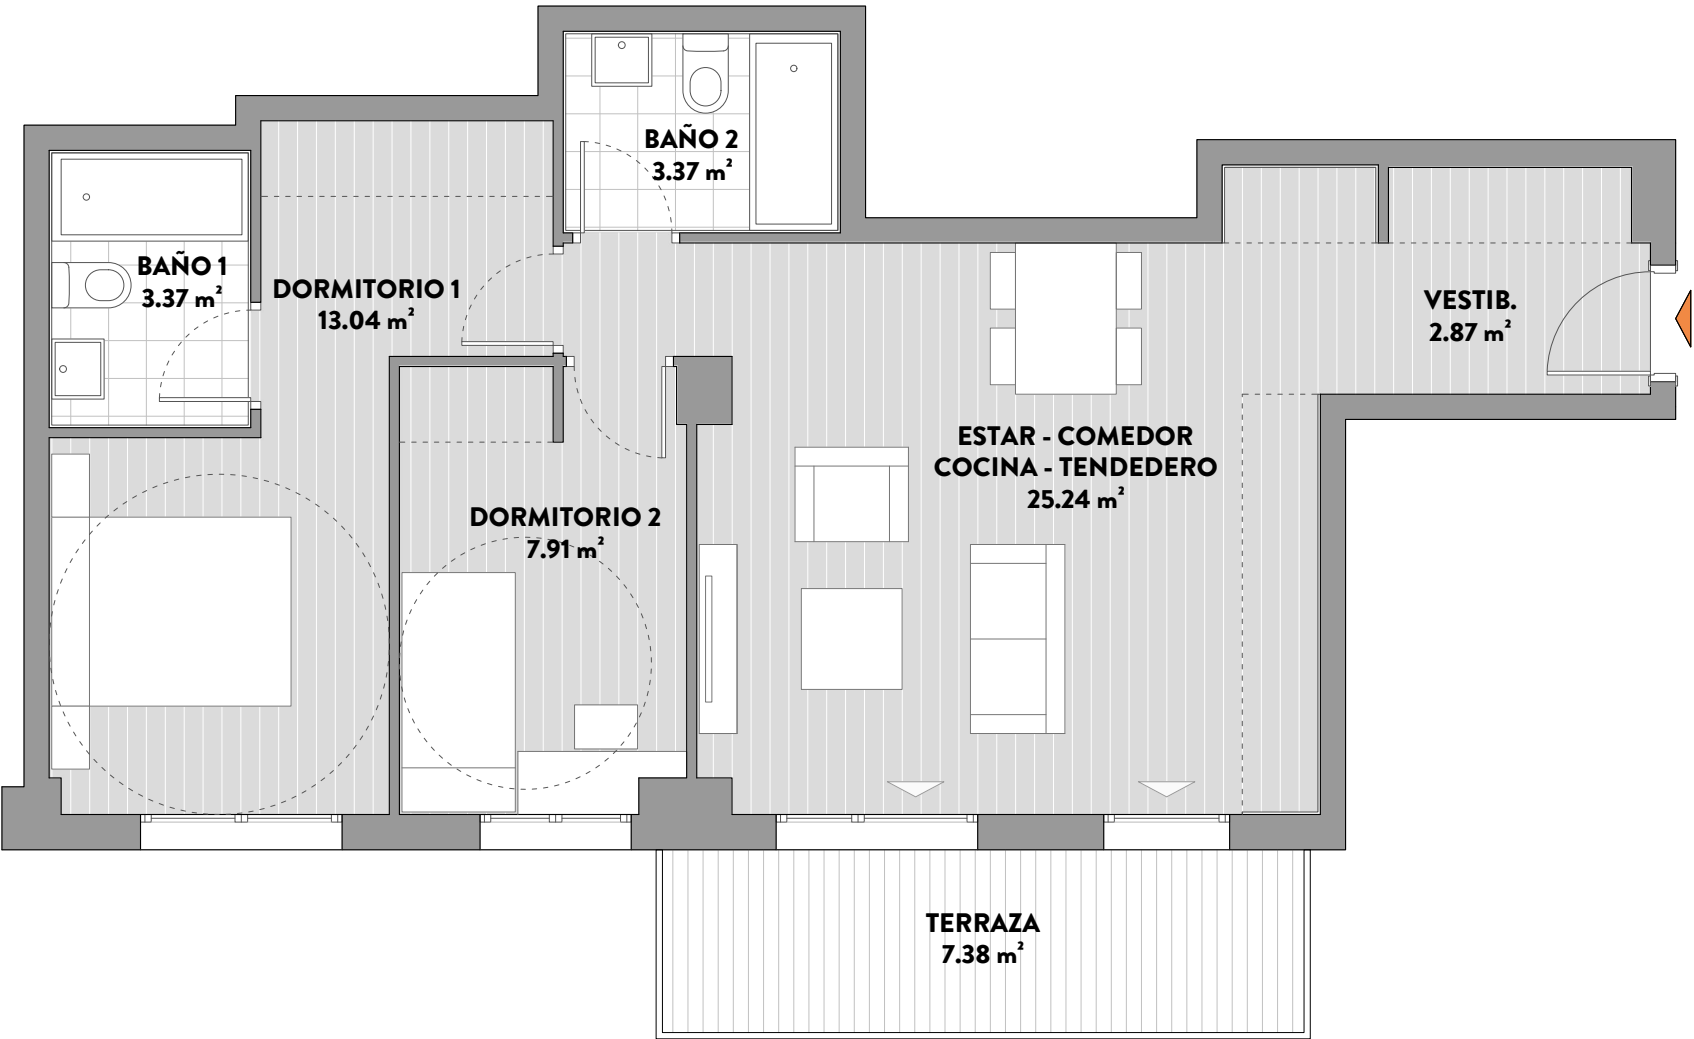 BAÑO 2
3.37 m²
BAÑO 1
3.37 m²
DORMITORIO 1
13.04 m²
VESTIB.
2.87 m²
ESTAR - COMEDOR
COCINA - TENDEDERO
25.24 m²
DORMITORIO 2
7.91 m²
TERRAZA
7.38 m²